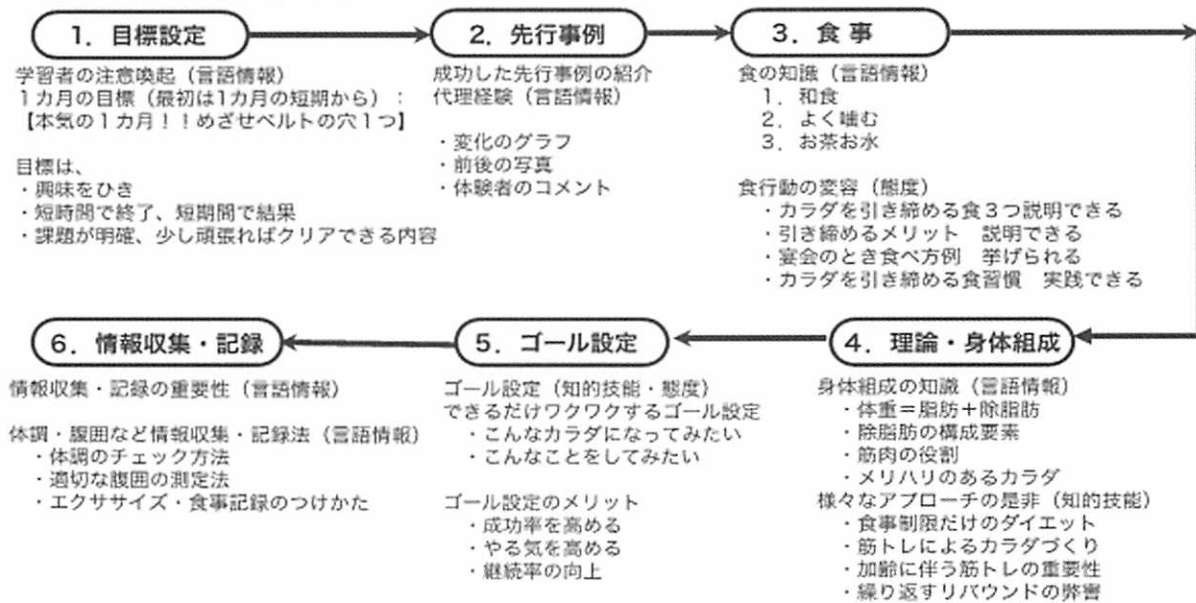 1．目標設定
学習者の注意喚起（言語情報）
1カ月の目標（最初は1カ月の短期から）：
【本気の1カ月！！めざせベルトの穴1つ】
目標は、
・興味をひき
・短時間で終了、短期間で結果
・課題が明確、少し頑張ればクリアできる内容
2．先行事例
成功した先行事例の紹介
代理経験（言語情報）
・変化のグラフ
・前後の写真
・体験者のコメント
3．食 事
食の知識（言語情報）
1．和食
2．よく噛む
3．お茶お水
食行動の変容（態度）
・カラダを引き締める食3つ説明できる
・引き締めるメリット　説明できる
・宴会のとき食べ方例　挙げられる
・カラダを引き締める食習慣　実践できる
4．理論・身体組成
身体組成の知識（言語情報）
・体重＝脂肪＋除脂肪
・除脂肪の構成要素
・筋肉の役割
・メリハリのあるカラダ
様々なアプローチの是非（知的技能）
・食事制限だけのダイエット
・筋トレによるカラダづくり
・加齢に伴う筋トレの重要性
・繰り返すリバウンドの弊害
5．ゴール設定
ゴール設定（知的技能・態度）
できるだけワクワクするゴール設定
・こんなカラダになってみたい
・こんなことをしてみたい
ゴール設定のメリット
・成功率を高める
・やる気を高める
・継続率の向上
6．情報収集・記録
情報収集・記録の重要性（言語情報）
体調・腹囲など情報収集・記録法（言語情報）
・体調のチェック方法
・適切な腹囲の測定法
・エクササイズ・食事記録のつけかた